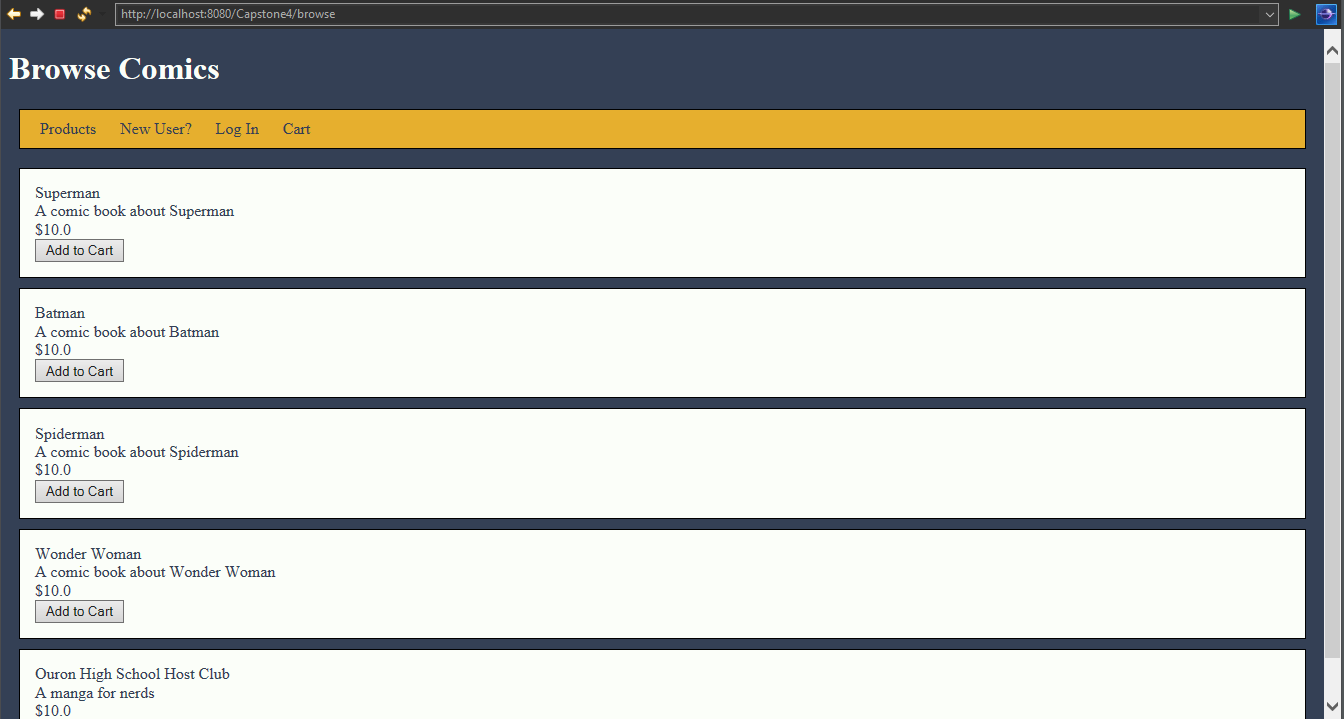 http://localhost:8080/Capstone4/browse
Browse Comics
Products New User? Log In Cart
Superman
A comic book about Superman
$10.0
Add to Cart
Batman
A comic book about Batman
$10.0
Add to Cart
Spiderman
A comic book about Spiderman
$10.0
Add to Cart
Wonder Woman
A comic book about Wonder Woman
$10.0
Add to Cart
Ouron High School Host Club
A manga for nerds
$10.0